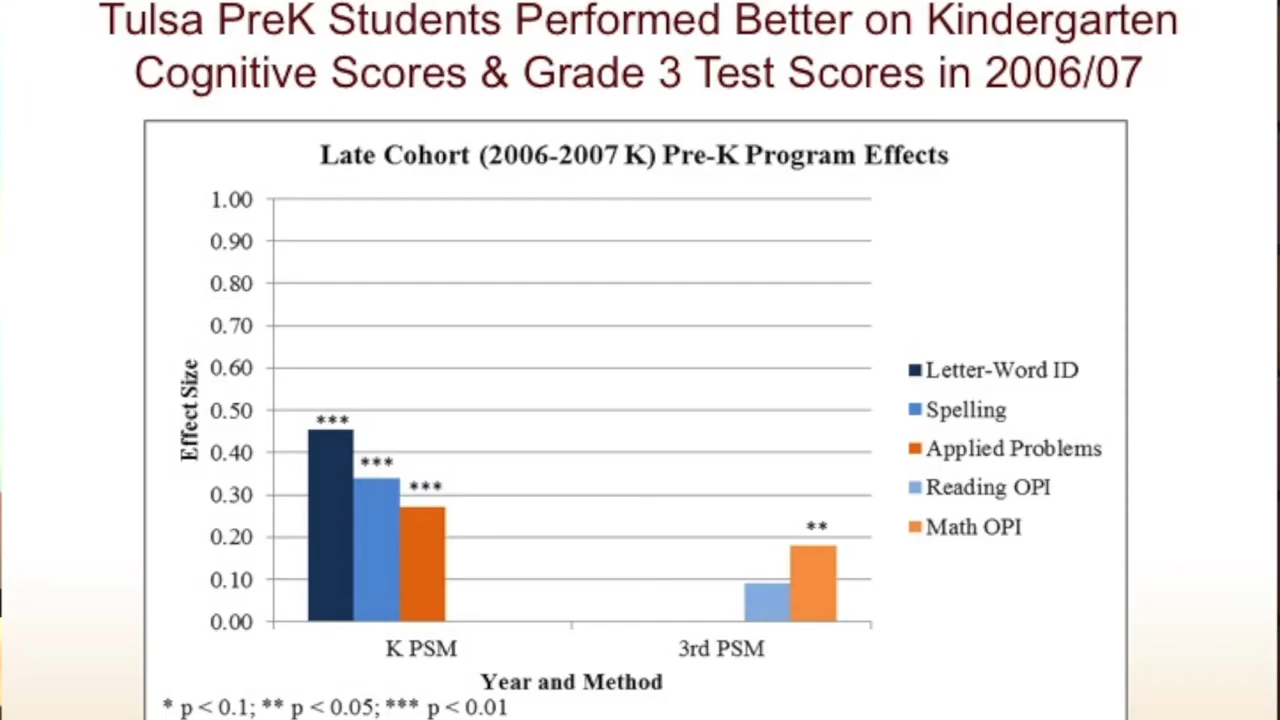 Tulsa PreK Students Performed Better on Kindergarten
Cognitive Scores & Grade 3 Test Scores in 2006/07
Late Cohort (2006-2007 K) Pre-K Program Effects
1.00
0.90
0.80
0.70
0.60
0.50
0.40
0.30
0.20
0.10
0.00
Effect Size
***
***
***
**
Letter-Word ID
Spelling
Applied Problems
Reading OPI
Math OPI
K PSM
3rd PSM
Year and Method
* p < 0.1; ** p < 0.05; *** p < 0.01